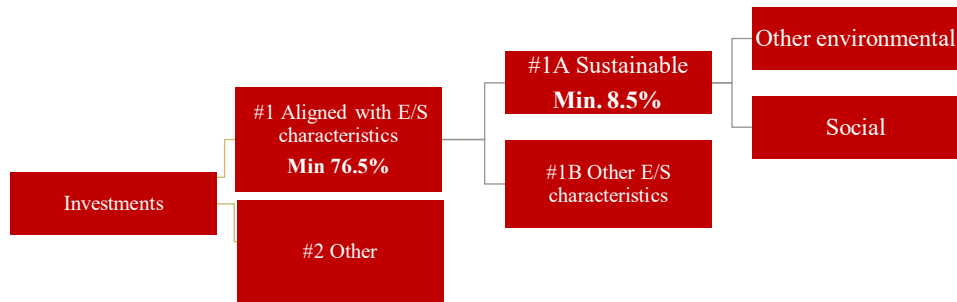 Investments
#1 Aligned with E/S
characteristics
Min 76.5%
#2 Other
#1A Sustainable
Min. 8.5%
#1B Other E/S
characteristics
Other environmental
Social